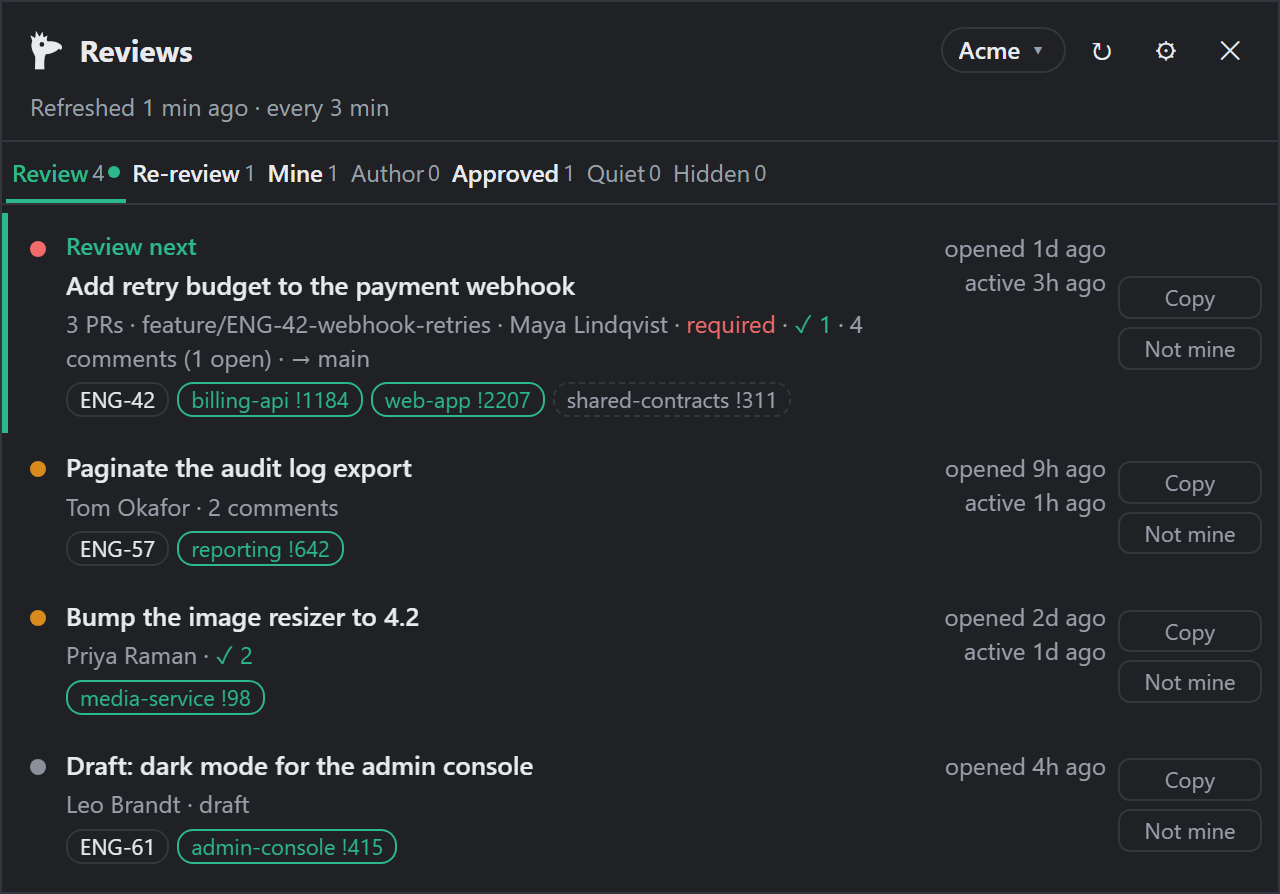 Reviews
Acme ▼
Refreshed 1 min ago · every 3 min
Review 4 Re-review 1 Mine 1 Author 0 Approved 1 Quiet 0 Hidden 0
Review next
opened 1d ago
Add retry budget to the payment webhook
active 3h ago
Copy
3 PRs · feature/ENG-42-webhook-retries · Maya Lindqvist · required · ✓ 1 · 4
comments (1 open) · → main
Not mine
ENG-42 billing-api !1184 web-app !2207 shared-contracts !311
Paginate the audit log export
opened 9h ago
Copy
Tom Okafor · 2 comments
active 1h ago
Not mine
ENG-57 reporting !642
Bump the image resizer to 4.2
opened 2d ago
Copy
Priya Raman · ✓ 2
active 1d ago
Not mine
media-service !98
Draft: dark mode for the admin console
opened 4h ago
Copy
Leo Brandt · draft
Not mine
ENG-61 admin-console !415